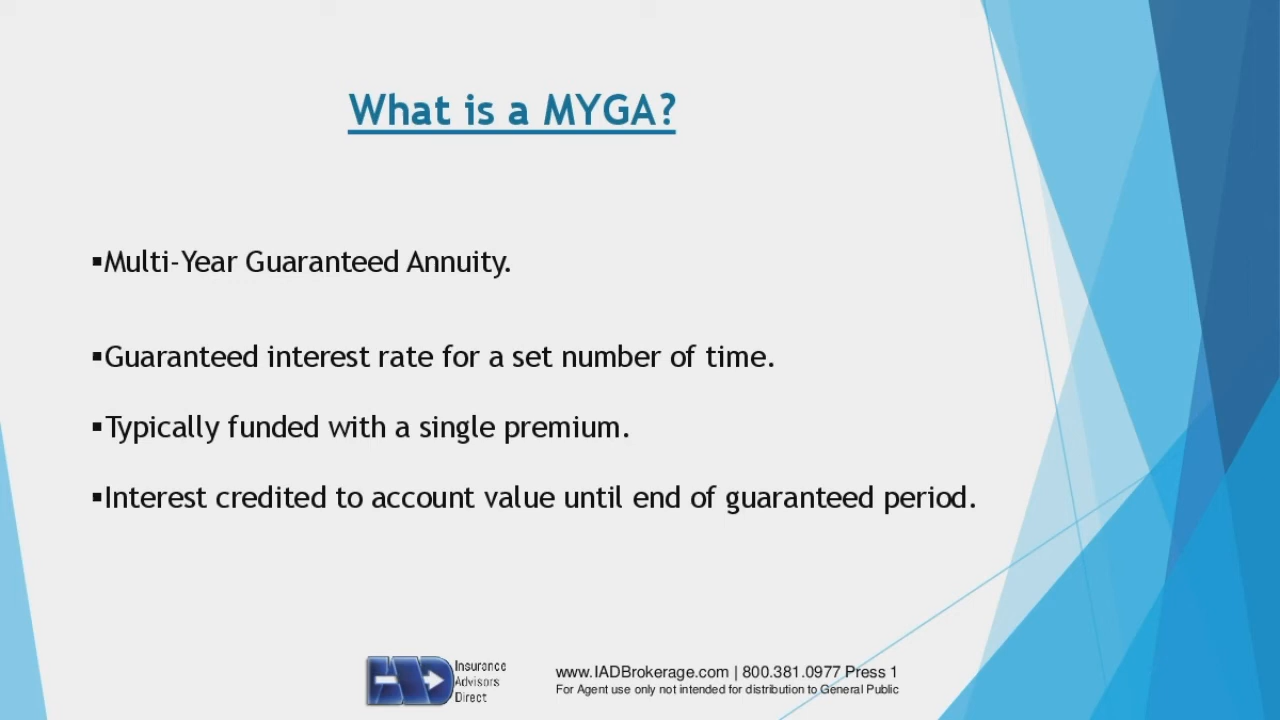 What is a MYGA?
▪Multi-Year Guaranteed Annuity.
▪Guaranteed interest rate for a set number of time.
▪Typically funded with a single premium.
▪Interest credited to account value until end of guaranteed period.
IAD
Insurance
Advisors
Direct
www.IADBrokerage.com | 800.381.0977 Press 1
For Agent use only not intended for distribution to General Public